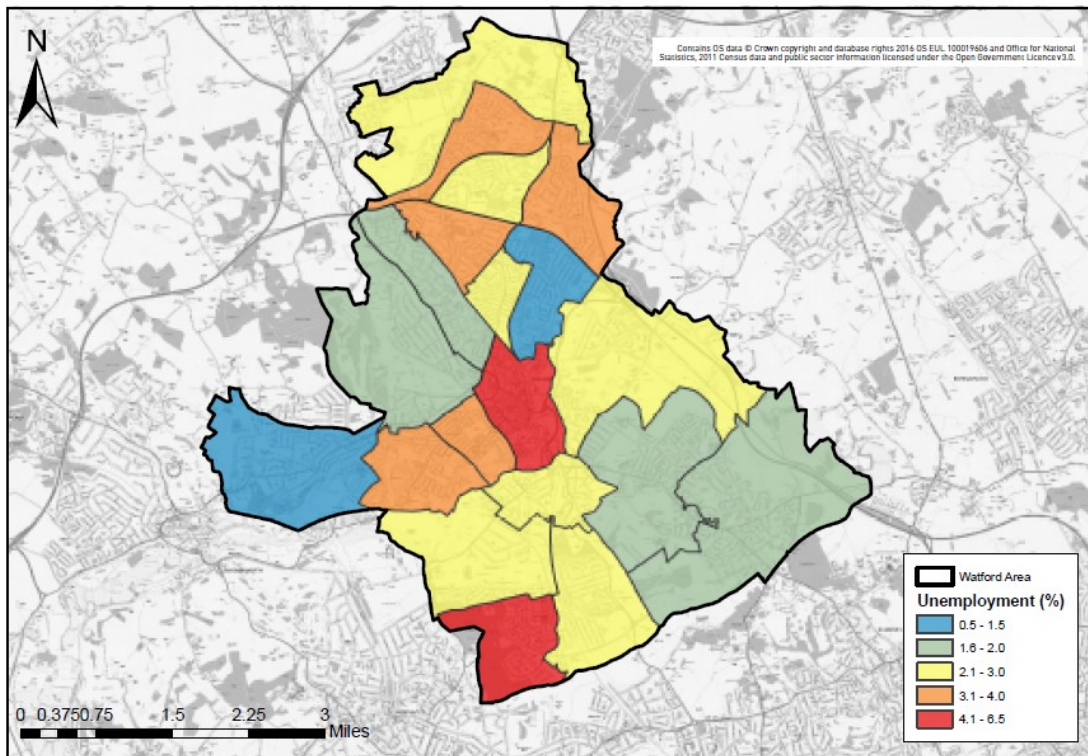 N
Contains OS data © Crown copyright and database rights 2016 OS EUL 100019606 and Office for National
Statistics, 2011 Census data and public sector information licensed under the Open Government Licence v3.0.
Watford Area
Unemployment (%)
0.5 - 1.5
1.6 - 2.0
2.1 - 3.0
3.1 - 4.0
4.1 - 6.5
0 0.375 0.75 1.5 2.25 3
Miles